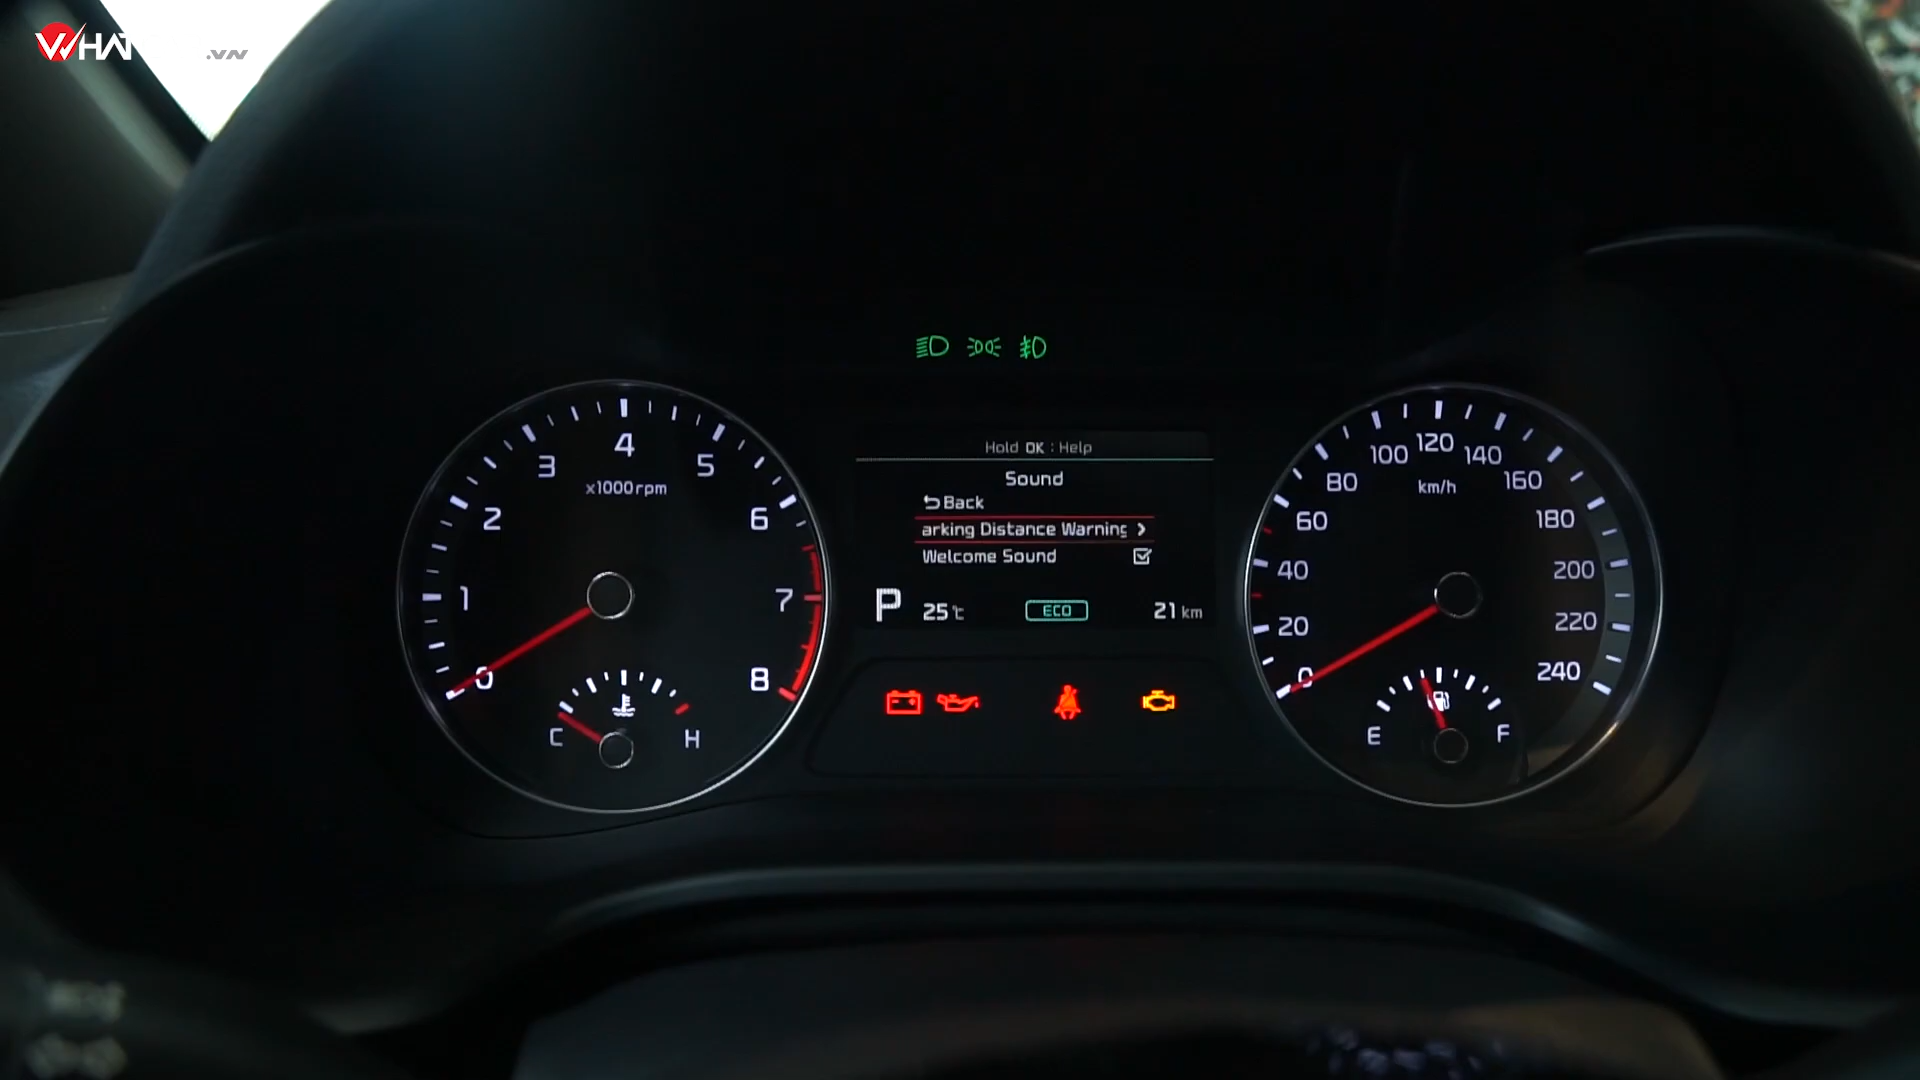 WHAT .VN
Hold OK : Help
Sound
Back
arking Distance Warning
Welcome Sound
P 25 ℃ ECO 21 km
0 1 2 3 4 5 6 7 8
x1000rpm
C H
0 20 40 60 80 100 120 140 160 180 200 220 240
km/h
E F